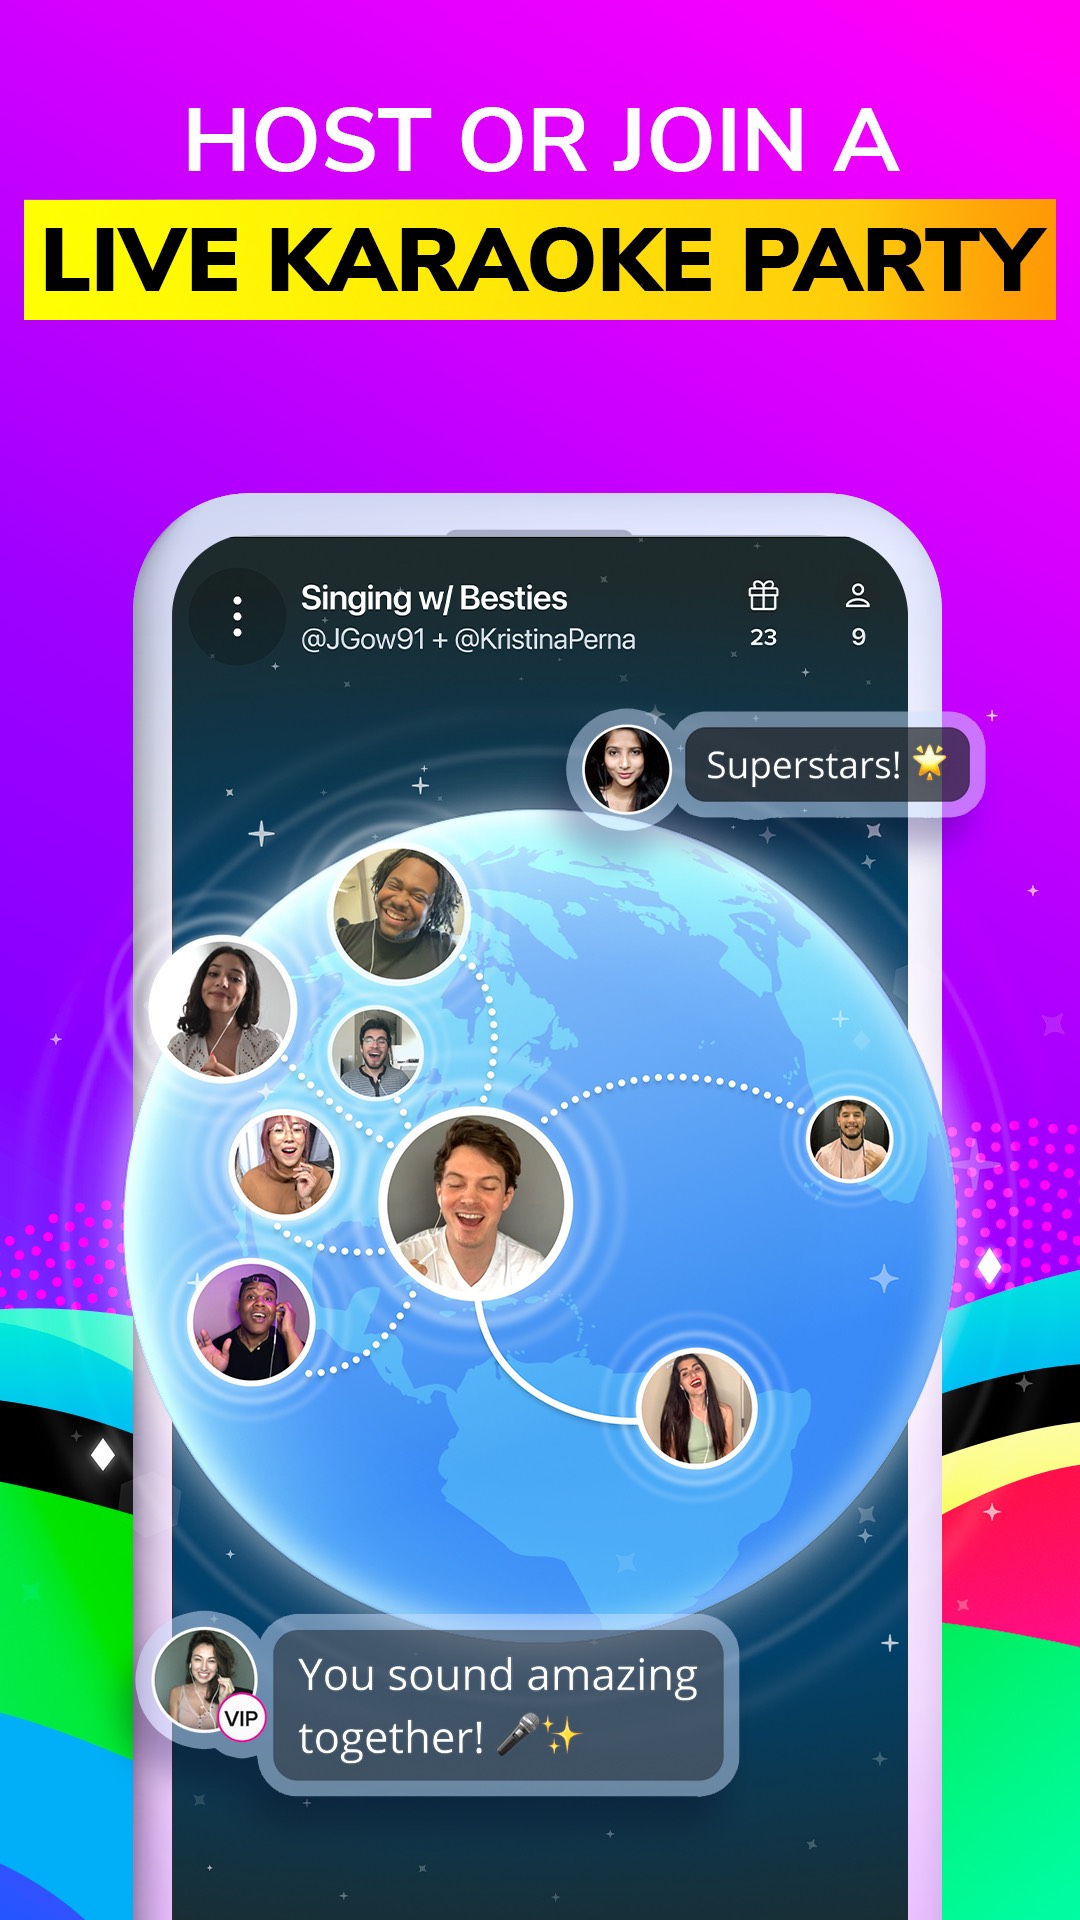 HOST OR JOIN A
LIVE KARAOKE PARTY
Singing w/ Besties
@JGow91 + @KristinaPerna
23
9
Superstars! 🌟
VIP
You sound amazing
together! 🎤✨